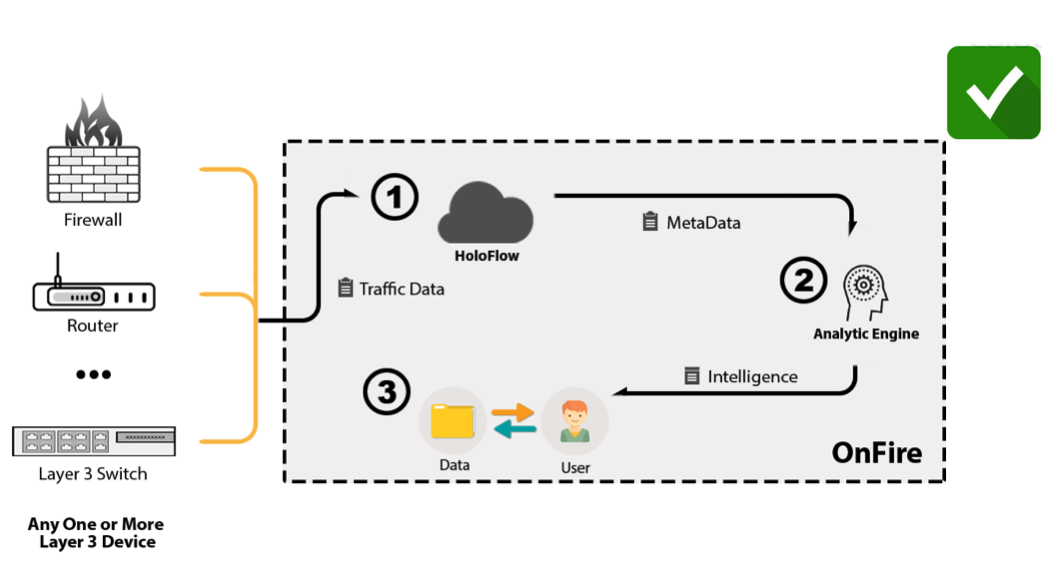 Firewall
Router
Layer 3 Switch
Any One or More
Layer 3 Device
Traffic Data
1
HoloFlow
MetaData
2
Analytic Engine
Intelligence
3
Data
User
OnFire